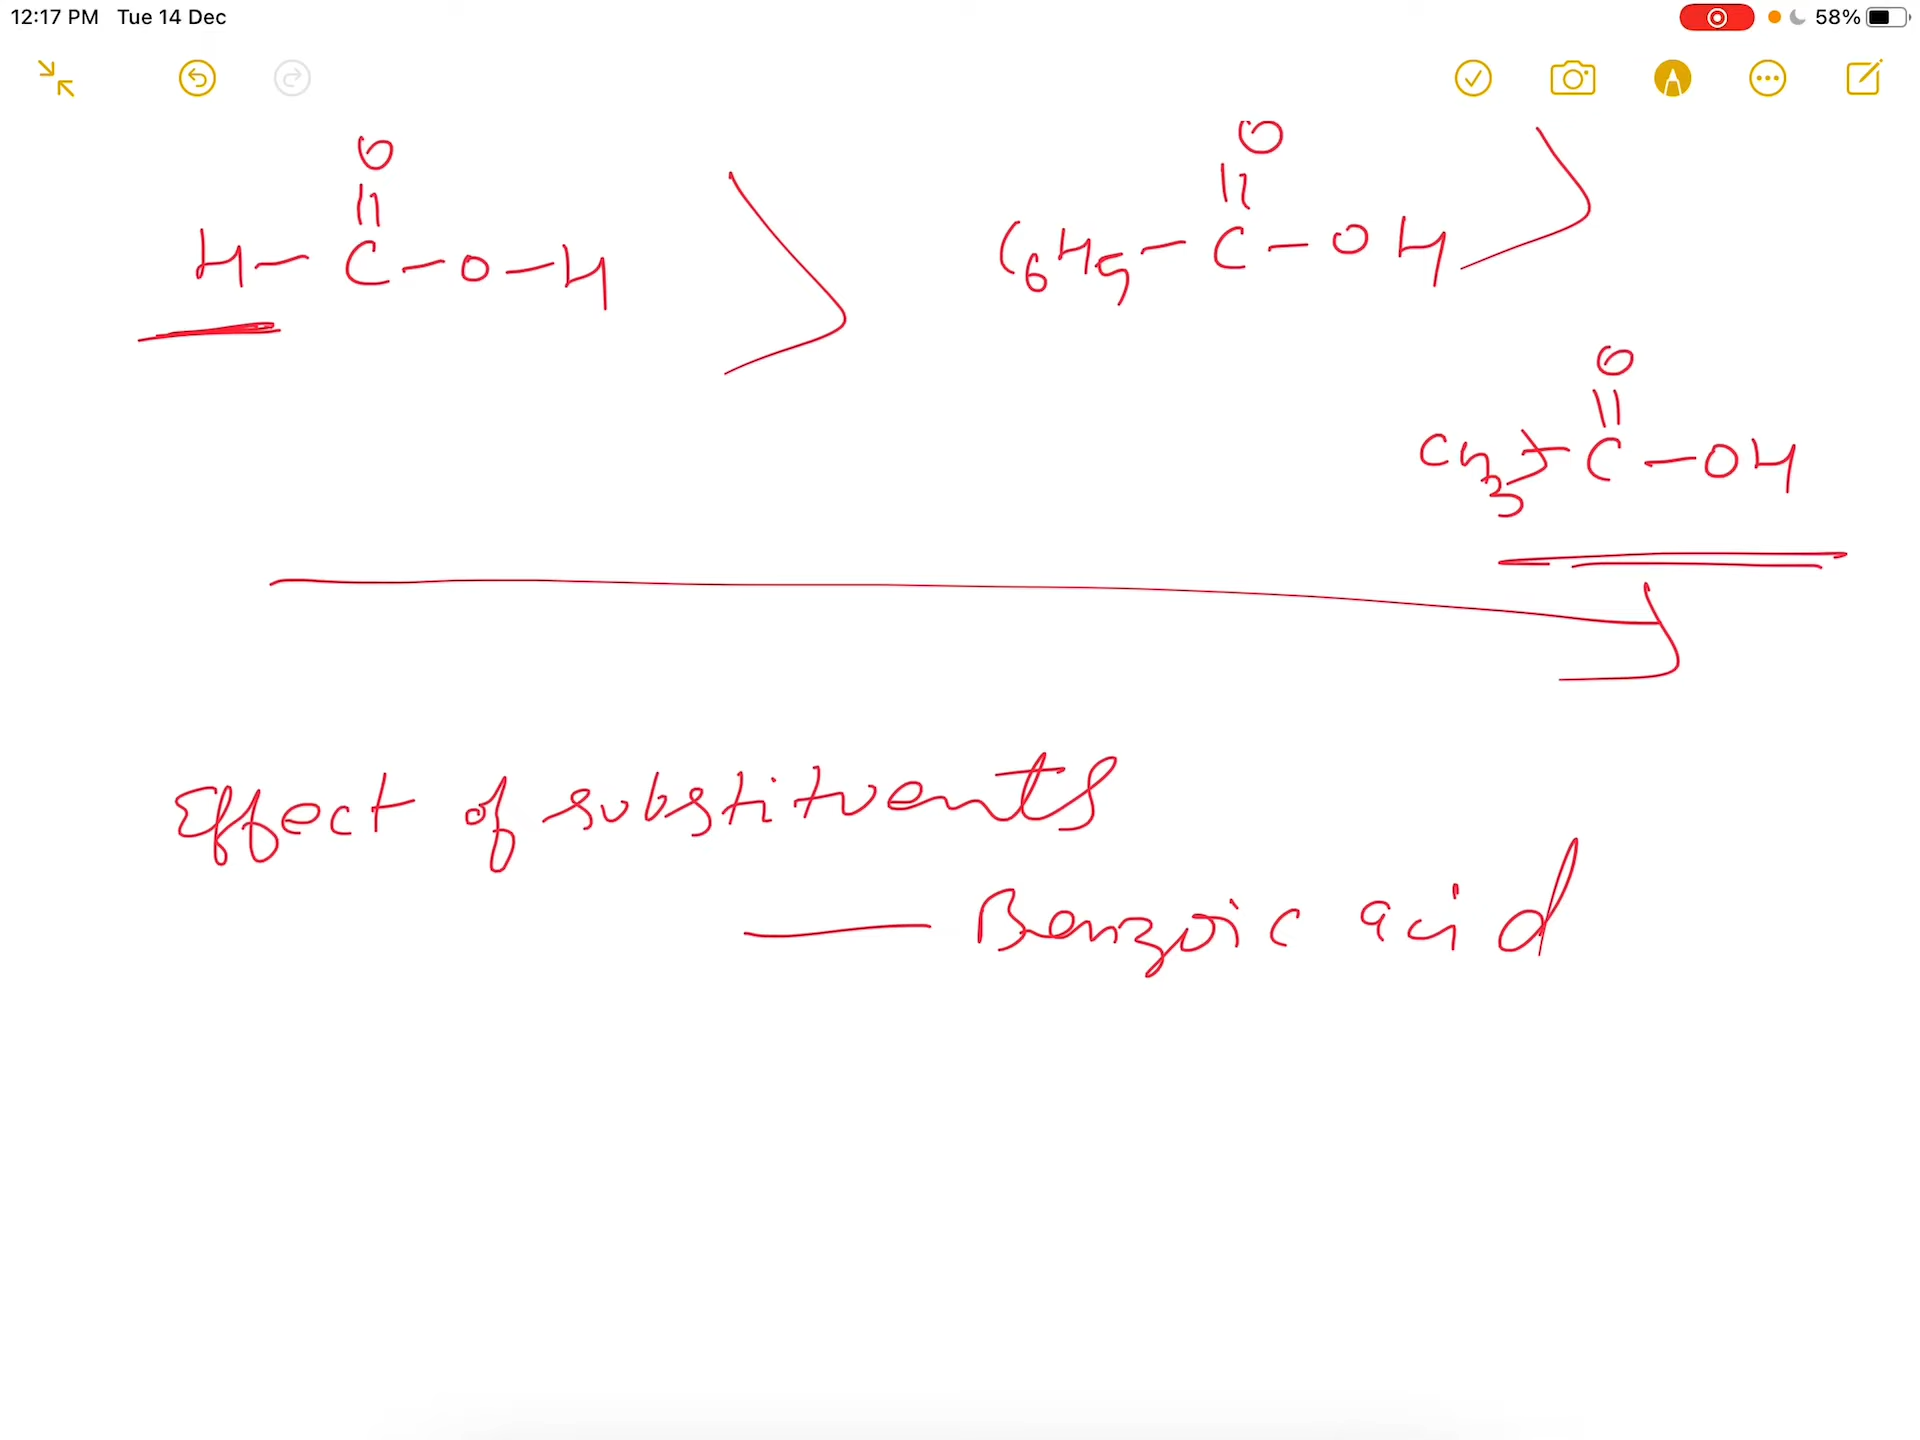 12:17 PM Tue 14 Dec 58%
O O
|| ||
H - C - O - H > C6H5 - C - OH >
O
||
CH3 → C - OH
Effect of substituents
— Benzoic acid